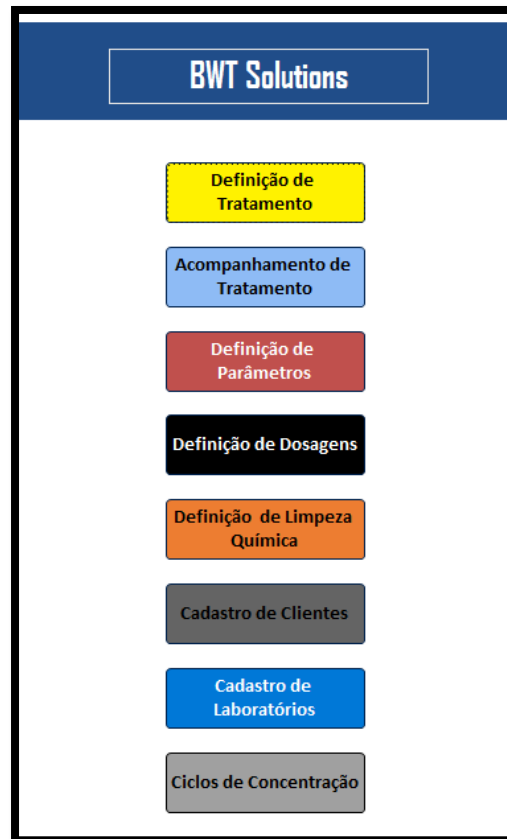 BWT Solutions
Definição de
Tratamento
Acompanhamento de
Tratamento
Definição de
Parâmetros
Definição de Dosagens
Definição  de Limpeza
Química
Cadastro de Clientes
Cadastro de
Laboratórios
Ciclos de Concentração